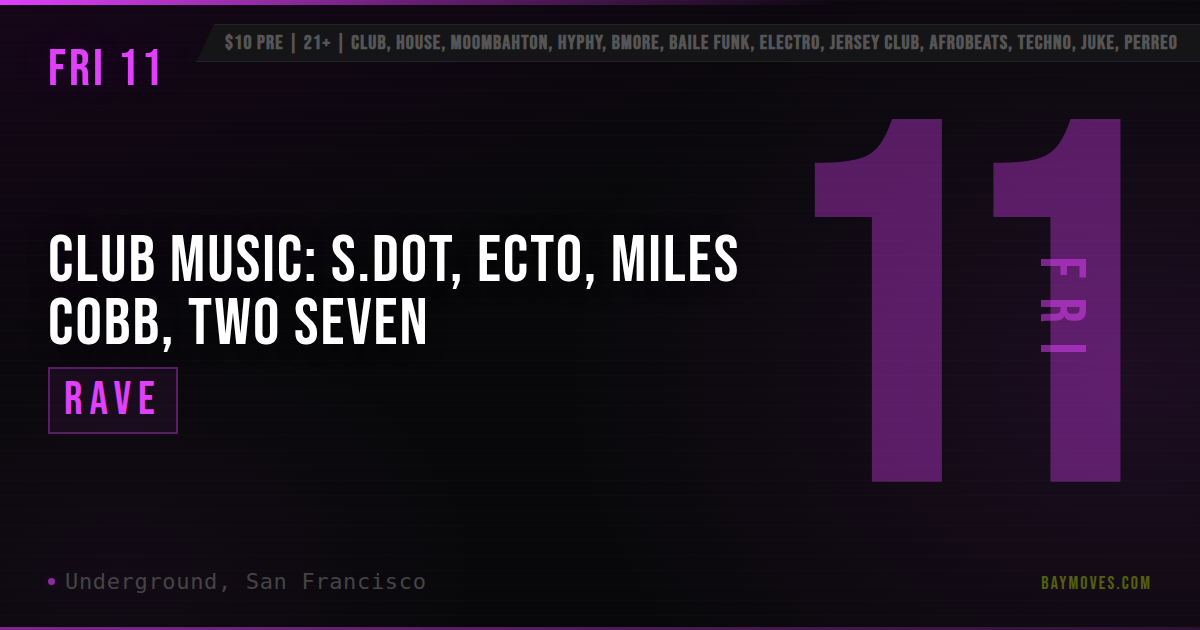 FRI 11
$10 PRE | 21+ | CLUB, HOUSE, MOOMBAHTON, HYPHY, BMORE, BAILE FUNK, ELECTRO, JERSEY CLUB, AFROBEATS, TECHNO, JUKE, PERREO
11
FRI
CLUB MUSIC: S.DOT, ECTO, MILES
COBB, TWO SEVEN
RAVE
Underground, San Francisco
BAYMOVES.COM